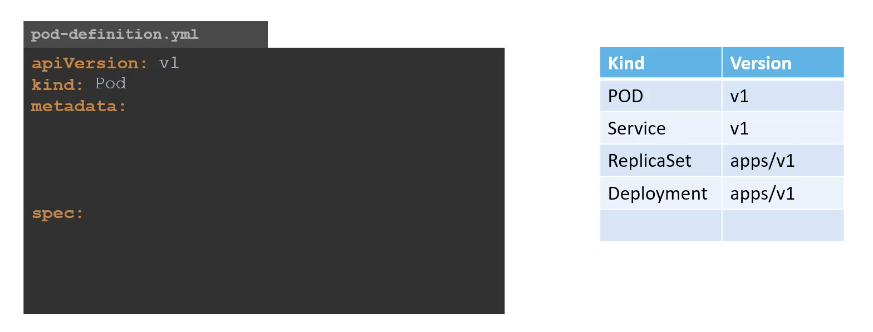 pod-definition.yml
apiVersion: v1
kind: Pod
metadata:
spec:
Kind Version
POD v1
Service v1
ReplicaSet apps/v1
Deployment apps/v1